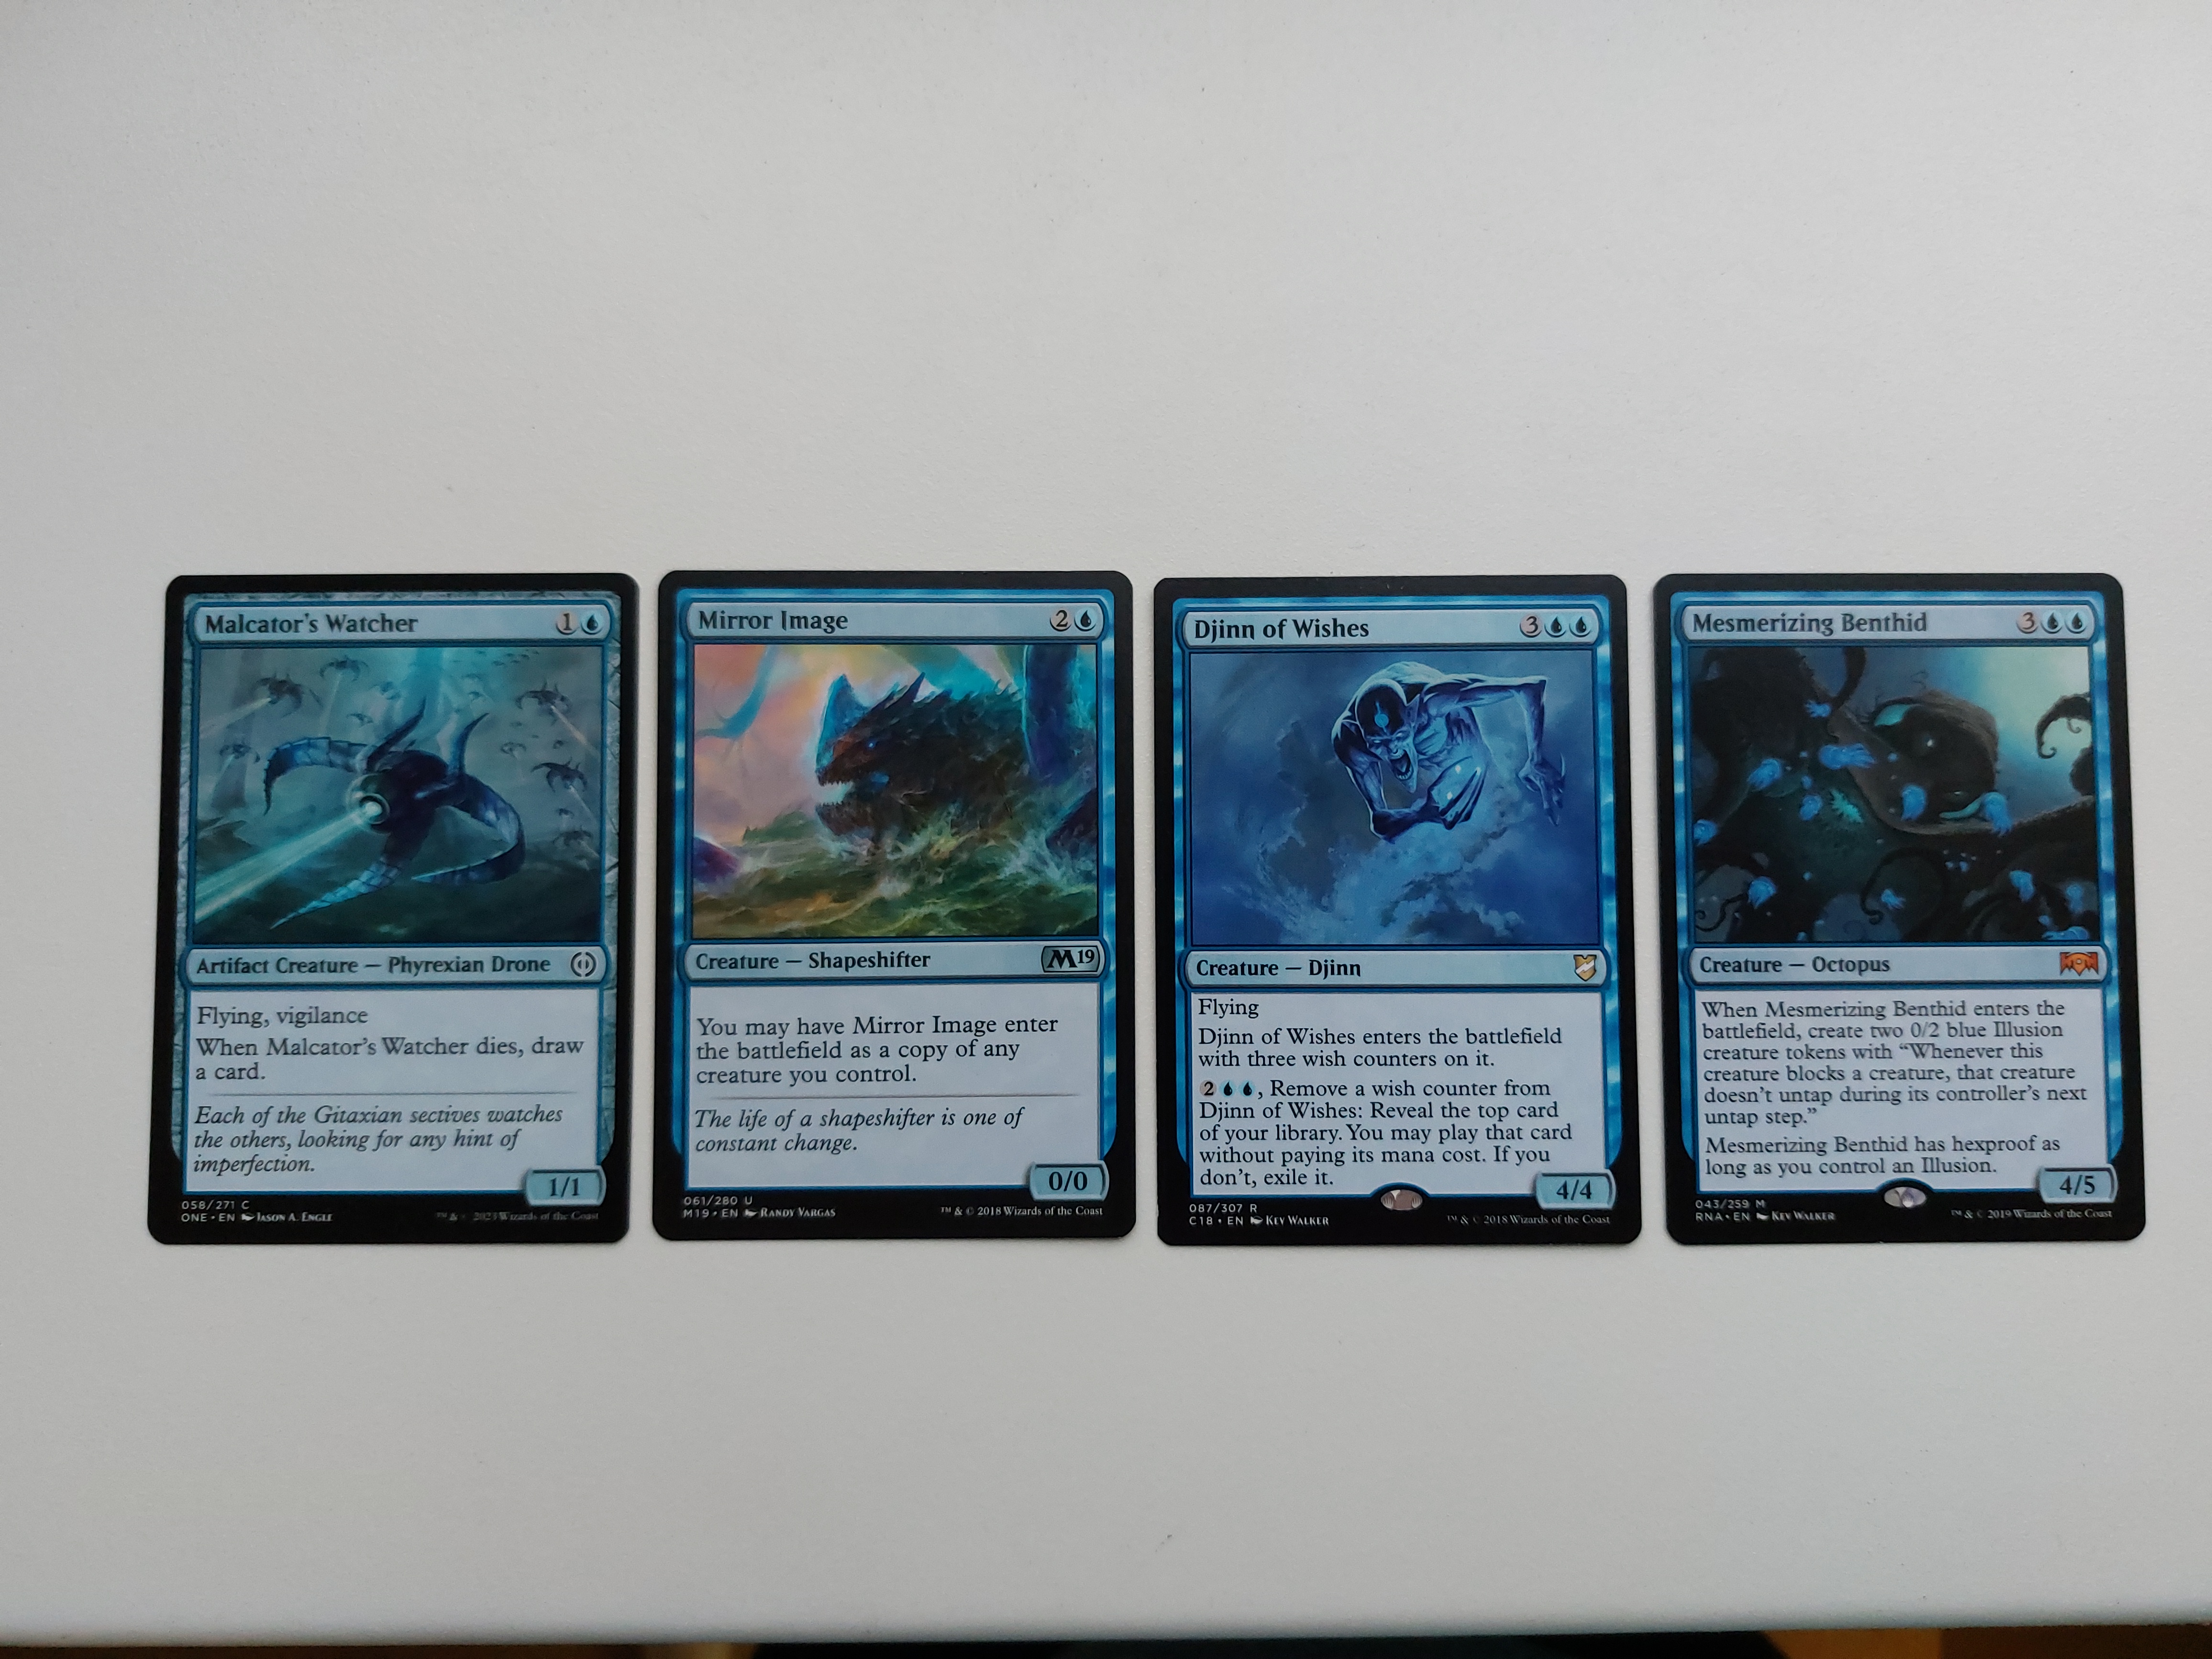 Malcator's Watcher 1
Artifact Creature — Phyrexian Drone
Flying, vigilance
When Malcator's Watcher dies, draw
a card.
Each of the Gitaxian sectives watches
the others, looking for any hint of
imperfection.
1/1
058/271 C
ONE • EN JASON A. ENGLE
™ & © 2023 Wizards of the Coast
Mirror Image 2
Creature — Shapeshifter M19
You may have Mirror Image enter
the battlefield as a copy of any
creature you control.
The life of a shapeshifter is one of
constant change.
0/0
061/280 U
M19 • EN RANDY VARGAS
™ & © 2018 Wizards of the Coast
Djinn of Wishes 3
Creature — Djinn
Flying
Djinn of Wishes enters the battlefield
with three wish counters on it.
2, Remove a wish counter from
Djinn of Wishes: Reveal the top card
of your library. You may play that card
without paying its mana cost. If you
don't, exile it.
4/4
087/307 R
C18 • EN KEV WALKER
™ & © 2018 Wizards of the Coast
Mesmerizing Benthid 3
Creature — Octopus
When Mesmerizing Benthid enters the
battlefield, create two 0/2 blue Illusion
creature tokens with “Whenever this
creature blocks a creature, that creature
doesn't untap during its controller's next
untap step.”
Mesmerizing Benthid has hexproof as
long as you control an Illusion.
4/5
043/259 M
RNA • EN KEV WALKER
™ & © 2019 Wizards of the Coast